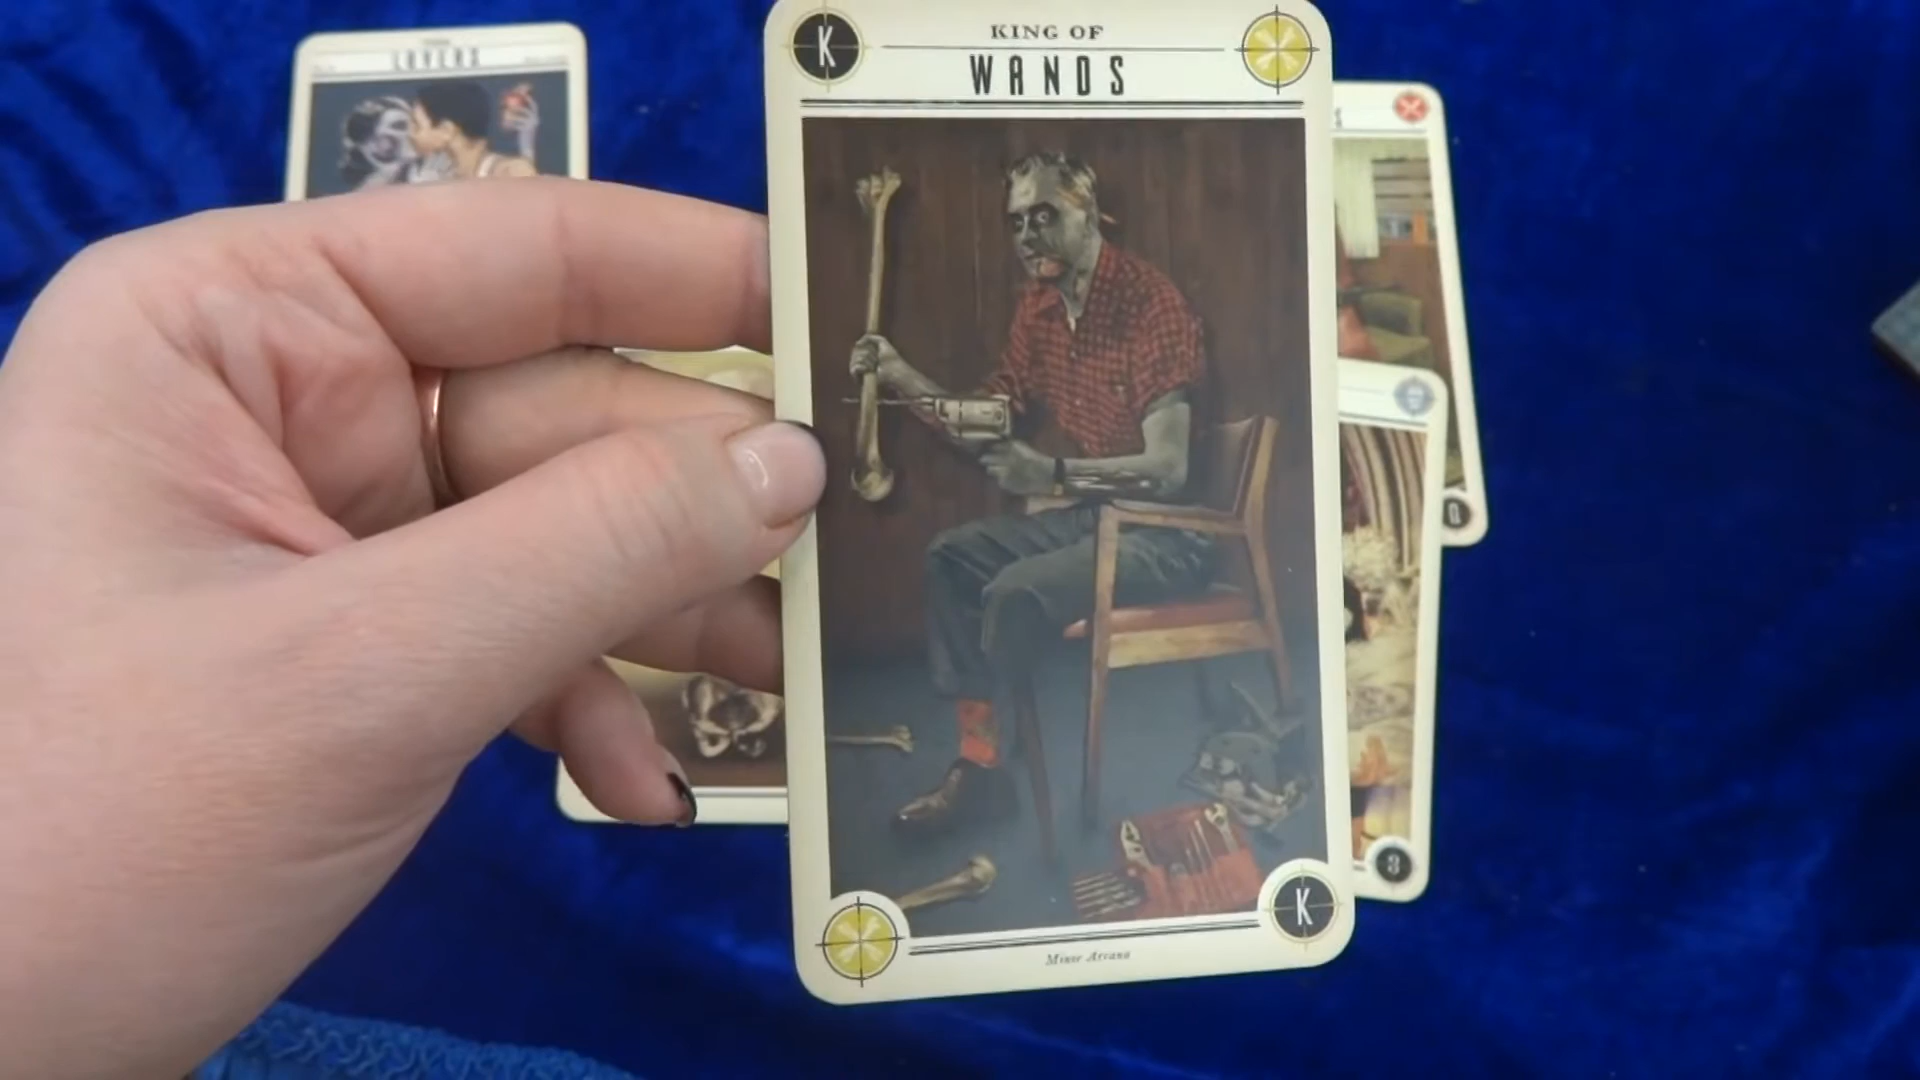 K
KING OF
WANDS
LOVERS
Q
3
K
Minor Arcana